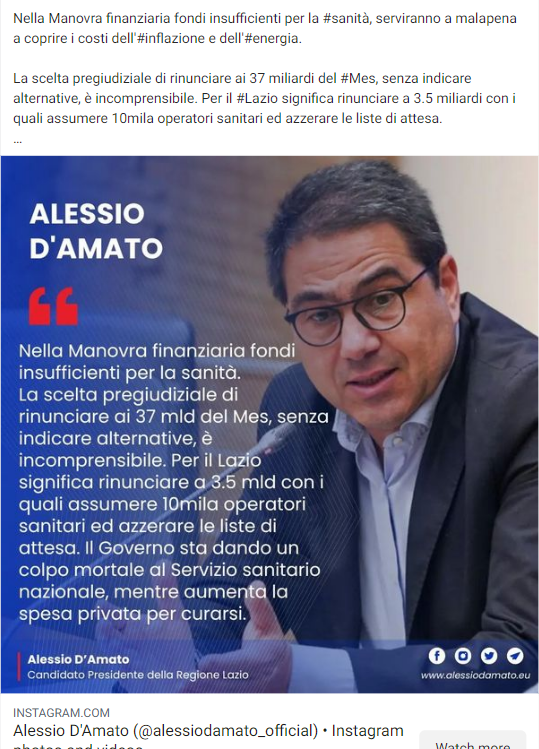 Nella Manovra finanziaria fondi insufficienti per la #sanità, serviranno a malapena
a coprire i costi dell'#inflazione e dell'#energia.
La scelta pregiudiziale di rinunciare ai 37 miliardi del #Mes, senza indicare
alternative, è incomprensibile. Per il #Lazio significa rinunciare a 3.5 miliardi con i
quali assumere 10mila operatori sanitari ed azzerare le liste di attesa.
...
ALESSIO
D'AMATO
Nella Manovra finanziaria fondi
insufficienti per la sanità.
La scelta pregiudiziale di
rinunciare ai 37 mld del Mes, senza
indicare alternative, è
incomprensibile. Per il Lazio
significa rinunciare a 3.5 mld con i
quali assumere 10mila operatori
sanitari ed azzerare le liste di
attesa. Il Governo sta dando un
colpo mortale al Servizio sanitario
nazionale, mentre aumenta la
spesa privata per curarsi.
Alessio D'Amato
Candidato Presidente della Regione Lazio
www.alessiodamato.eu
INSTAGRAM.COM
Alessio D'Amato (@alessiodamato_official) • Instagram
photos and videos
Watch more